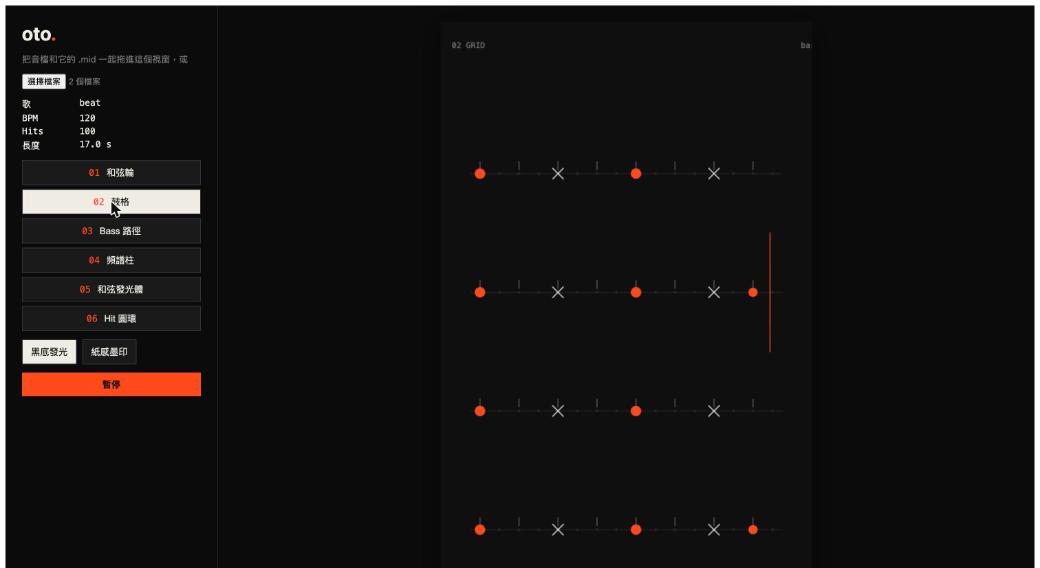 oto.
把音檔和它的 .mid 一起拖進這個視窗，或
選擇檔案 2 個檔案
歌 beat
BPM 120
Hits 100
長度 17.0 s
01 和弦輪
02 鼓格
03 Bass 路徑
04 頻譜柱
05 和弦發光體
06 Hit 圓環
黑底發光 紙感墨印
暫停
02 GRID
ba